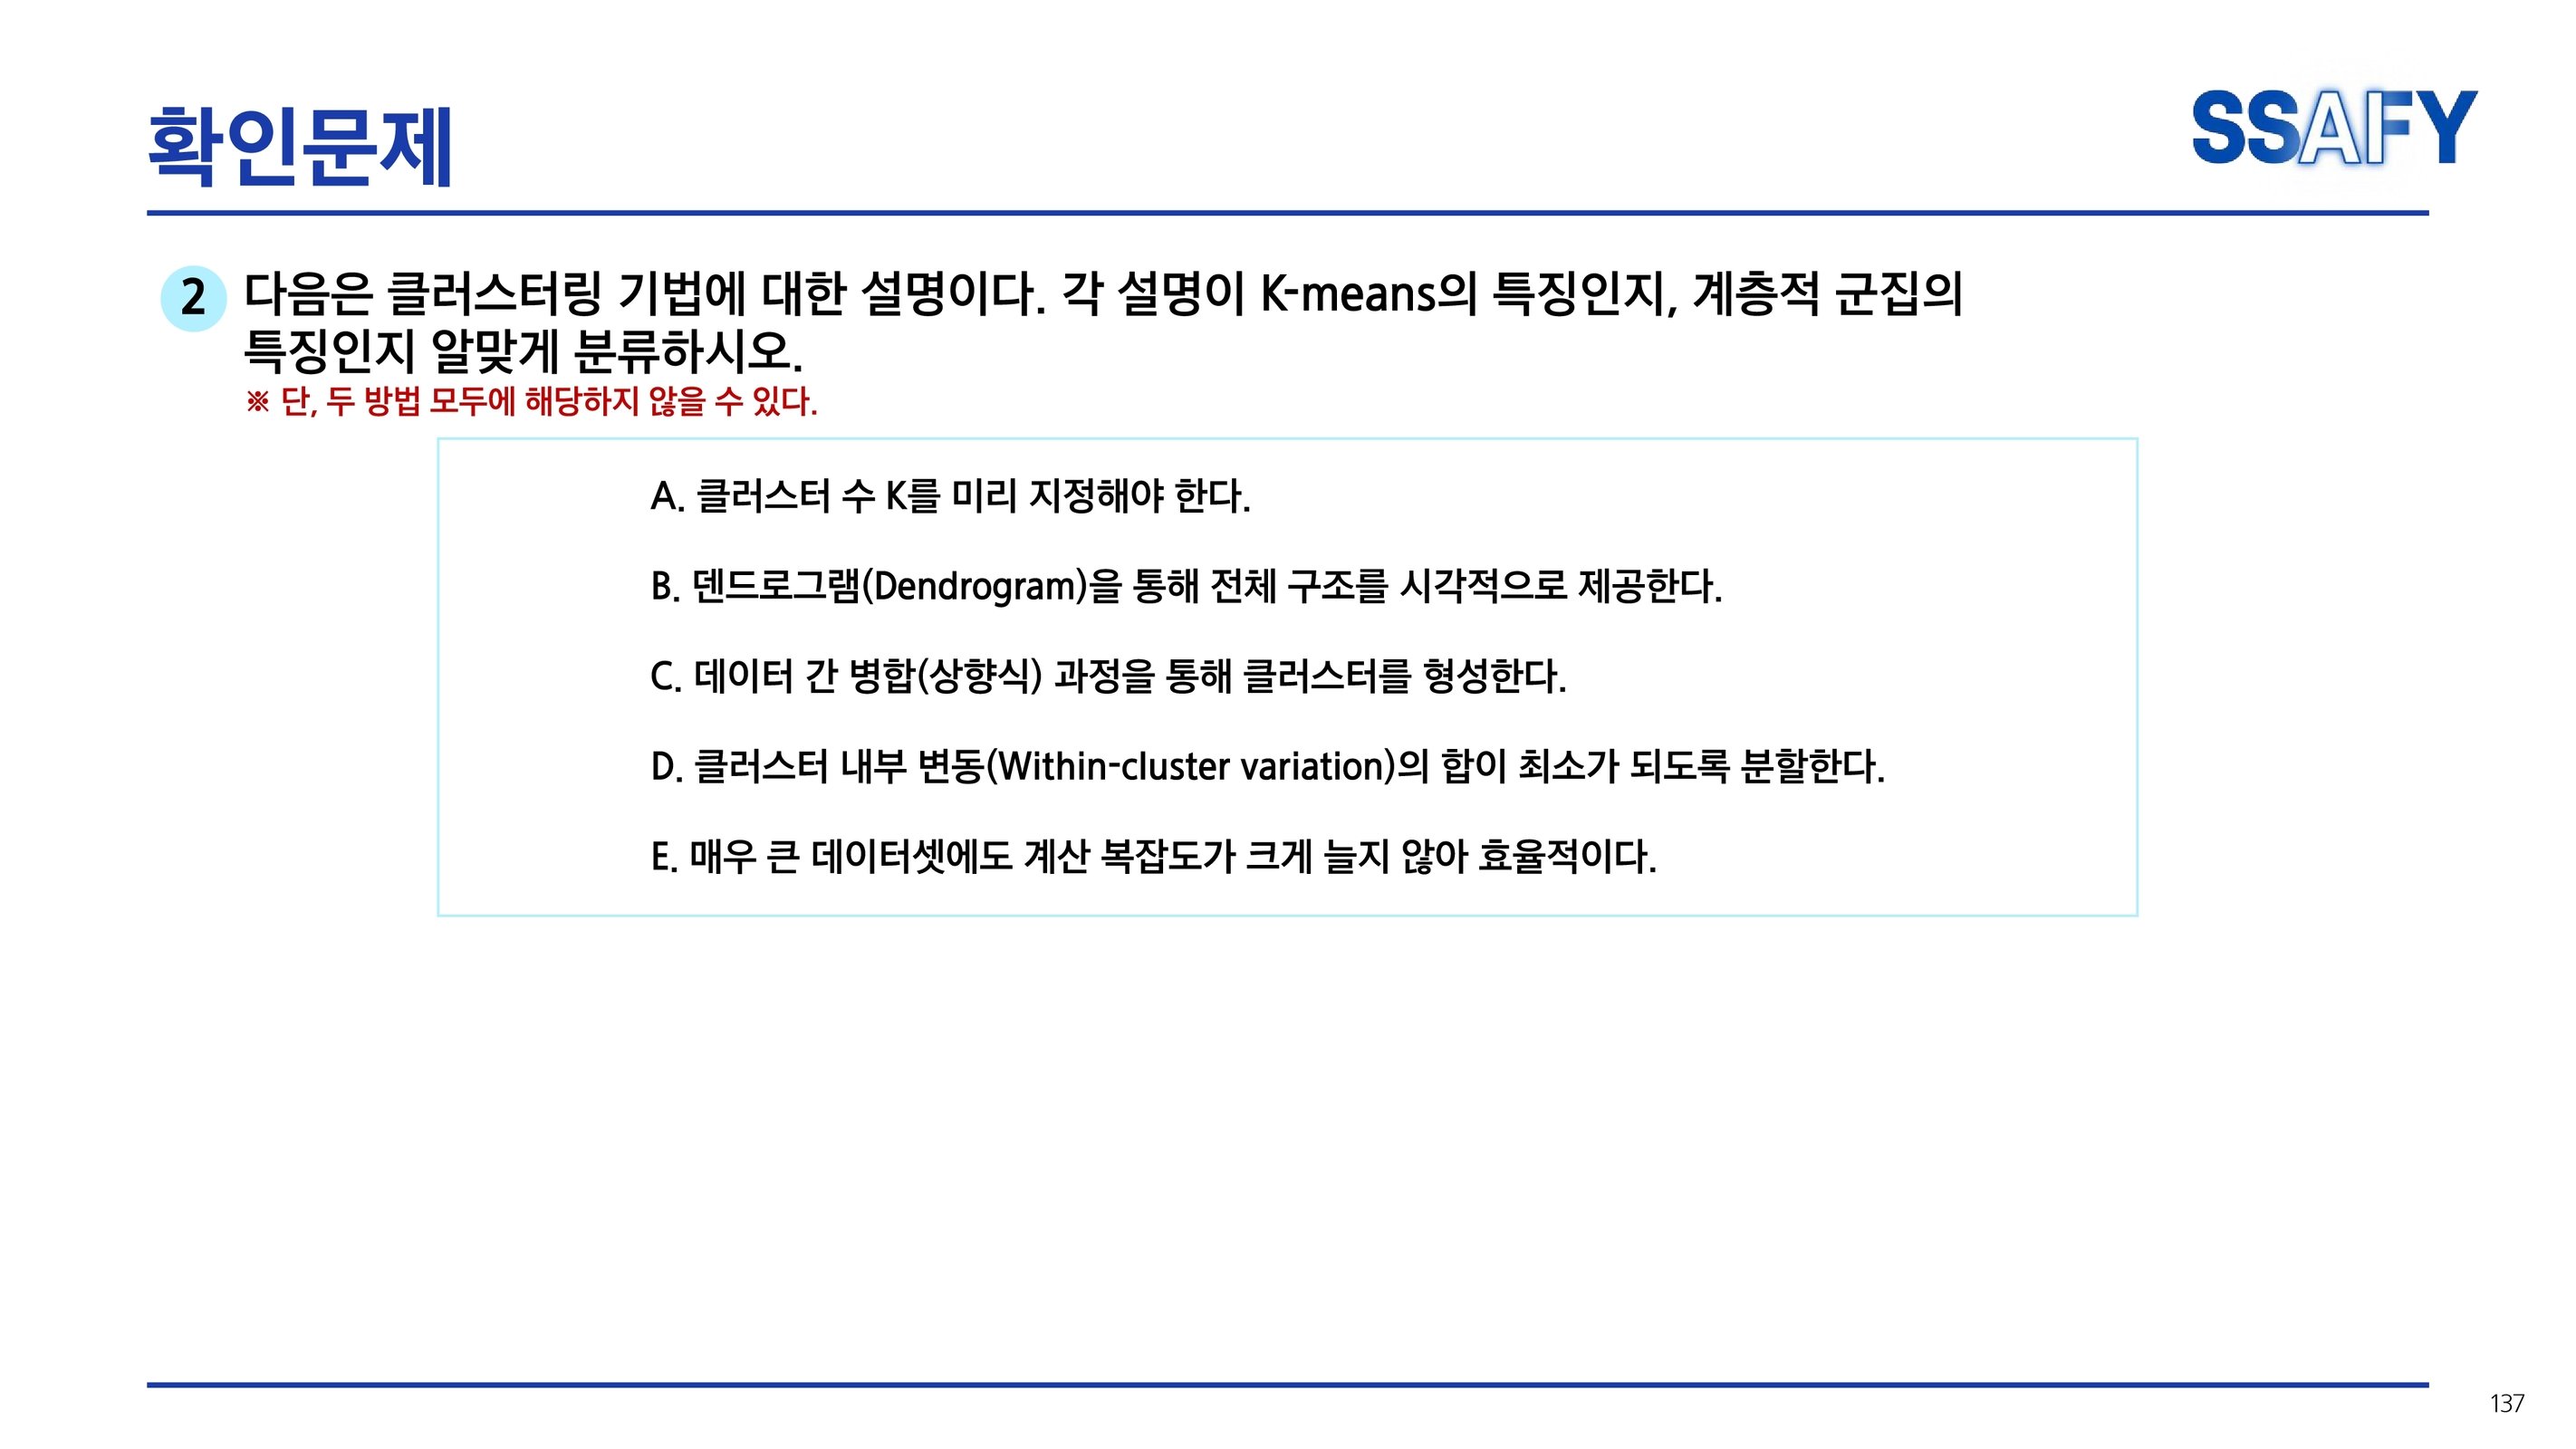 확인문제
SSAFY
2 다음은 클러스터링 기법에 대한 설명이다. 각 설명이 K-means의 특징인지, 계층적 군집의
특징인지 알맞게 분류하시오.
※ 단, 두 방법 모두에 해당하지 않을 수 있다.
A. 클러스터 수 K를 미리 지정해야 한다.
B. 덴드로그램(Dendrogram)을 통해 전체 구조를 시각적으로 제공한다.
C. 데이터 간 병합(상향식) 과정을 통해 클러스터를 형성한다.
D. 클러스터 내부 변동(Within-cluster variation)의 합이 최소가 되도록 분할한다.
E. 매우 큰 데이터셋에도 계산 복잡도가 크게 늘지 않아 효율적이다.
137